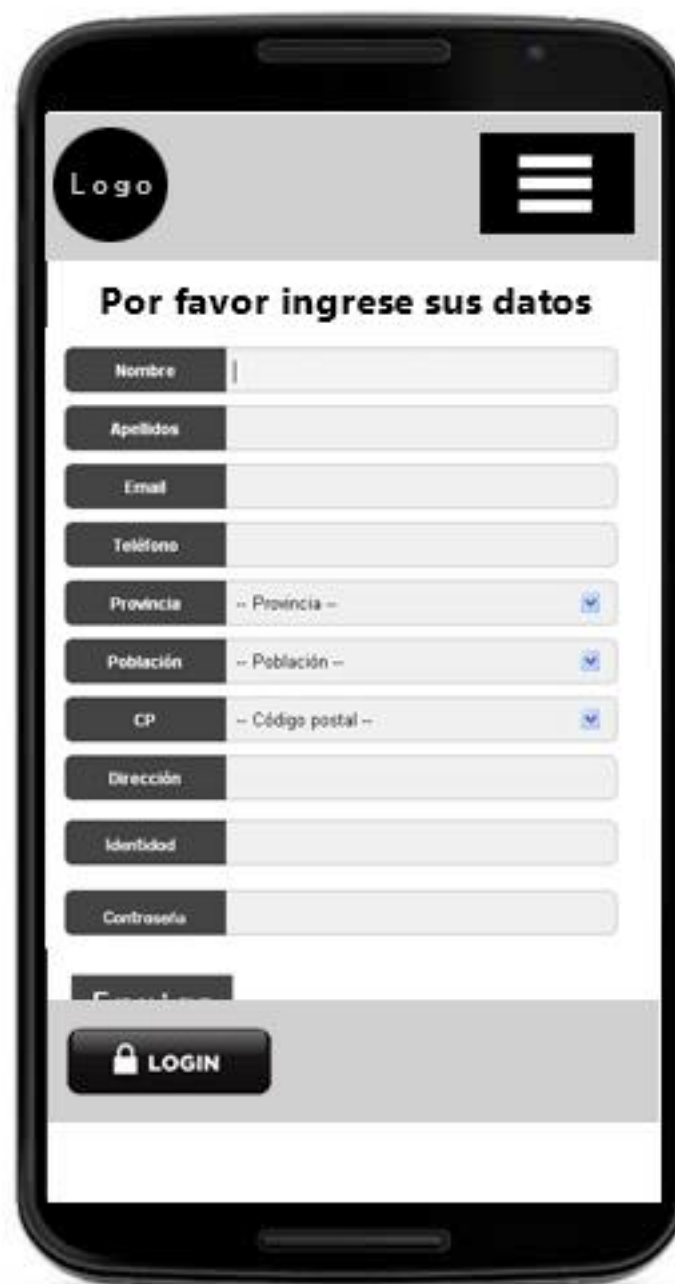 Logo
Por favor ingrese sus datos
Nombre
Apellidos
Email
Teléfono
Provincia -- Provincia --
Población -- Población --
CP -- Código postal --
Dirección
Identidad
Contraseña
LOGIN